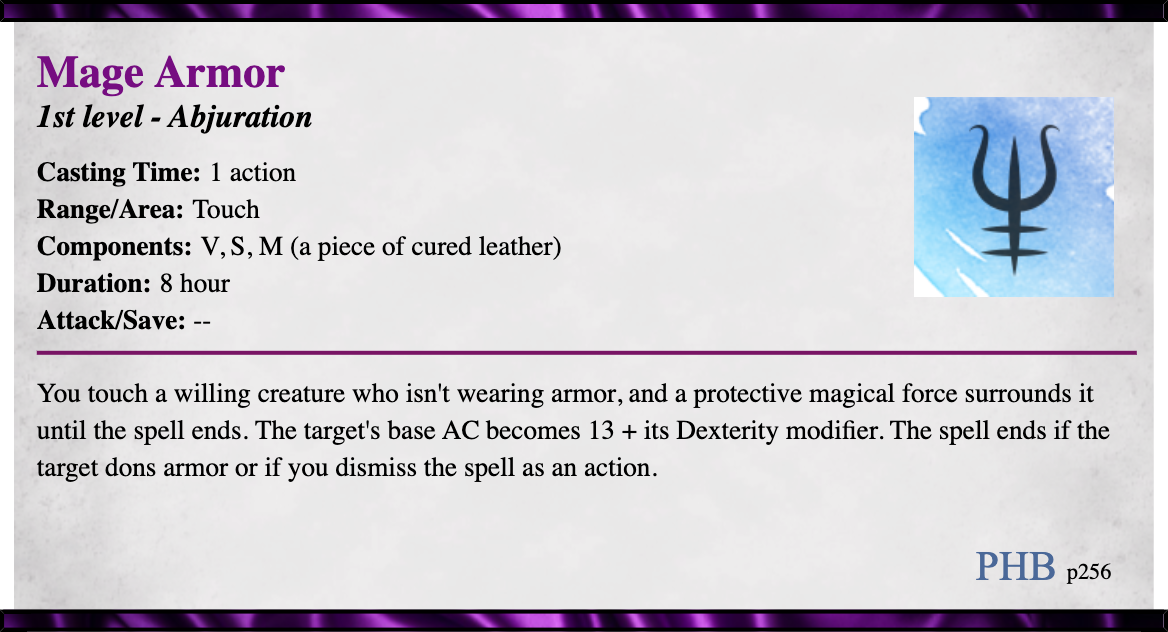 Mage Armor
1st level - Abjuration
Casting Time: 1 action
Range/Area: Touch
Components: V, S, M (a piece of cured leather)
Duration: 8 hour
Attack/Save: --
You touch a willing creature who isn't wearing armor, and a protective magical force surrounds it
until the spell ends. The target's base AC becomes 13 + its Dexterity modifier. The spell ends if the
target dons armor or if you dismiss the spell as an action.
PHB p256